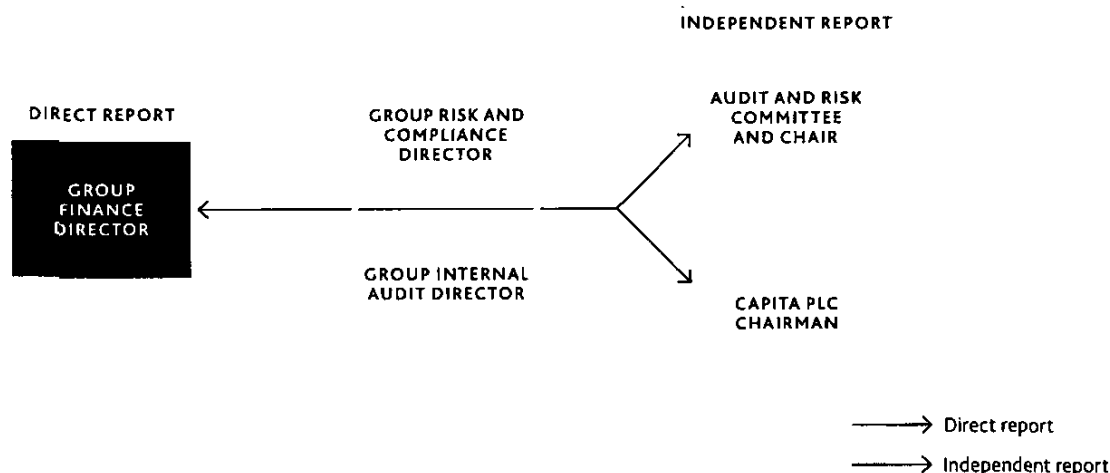 INDEPENDENT REPORT
DIRECT REPORT
GROUP FINANCE
DIRECTOR
GROUP RISK AND
COMPLIANCE
DIRECTOR
AUDIT AND RISK
COMMITTEE
AND CHAIR
GROUP INTERNAL
AUDIT DIRECTOR
CAPITA PLC
CHAIRMAN
Direct report
Independent report